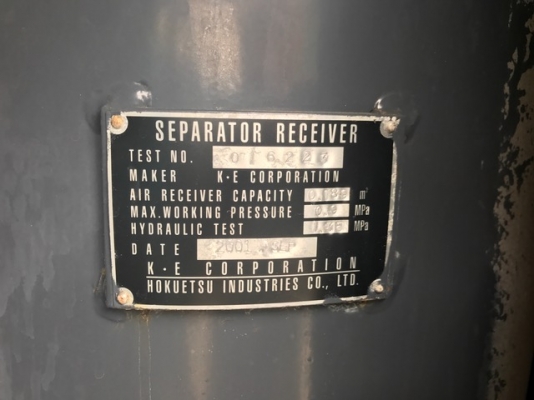 SEPARATOR RECEIVER
TEST NO.
MAKER K·E CORPORATION
AIR RECEIVER CAPACITY m³
MAX.WORKING PRESSURE MPa
HYDRAULIC TEST MPa
DATE 2001
K·E CORPORATION
HOKUETSU INDUSTRIES CO., LTD.